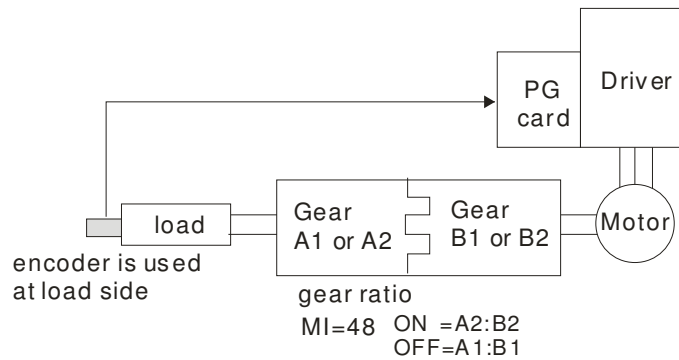 Driver
PG
card
Gear
A1 or A2
Gear
B1 or B2
load
Motor
encoder is used
at load side
gear ratio
MI=48 ON =A2:B2
OFF=A1:B1